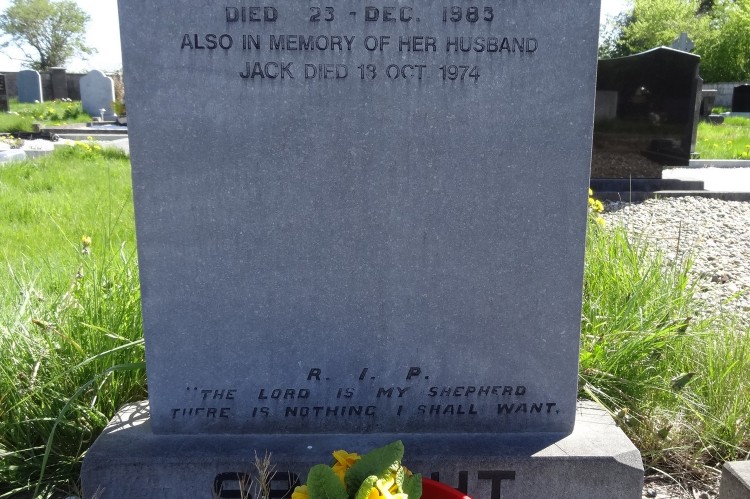 DIED 23 - DEC. 1983
ALSO IN MEMORY OF HER HUSBAND
JACK DIED 18 OCT 1974
R. I. P.
"THE LORD IS MY SHEPHERD
THERE IS NOTHING I SHALL WANT.